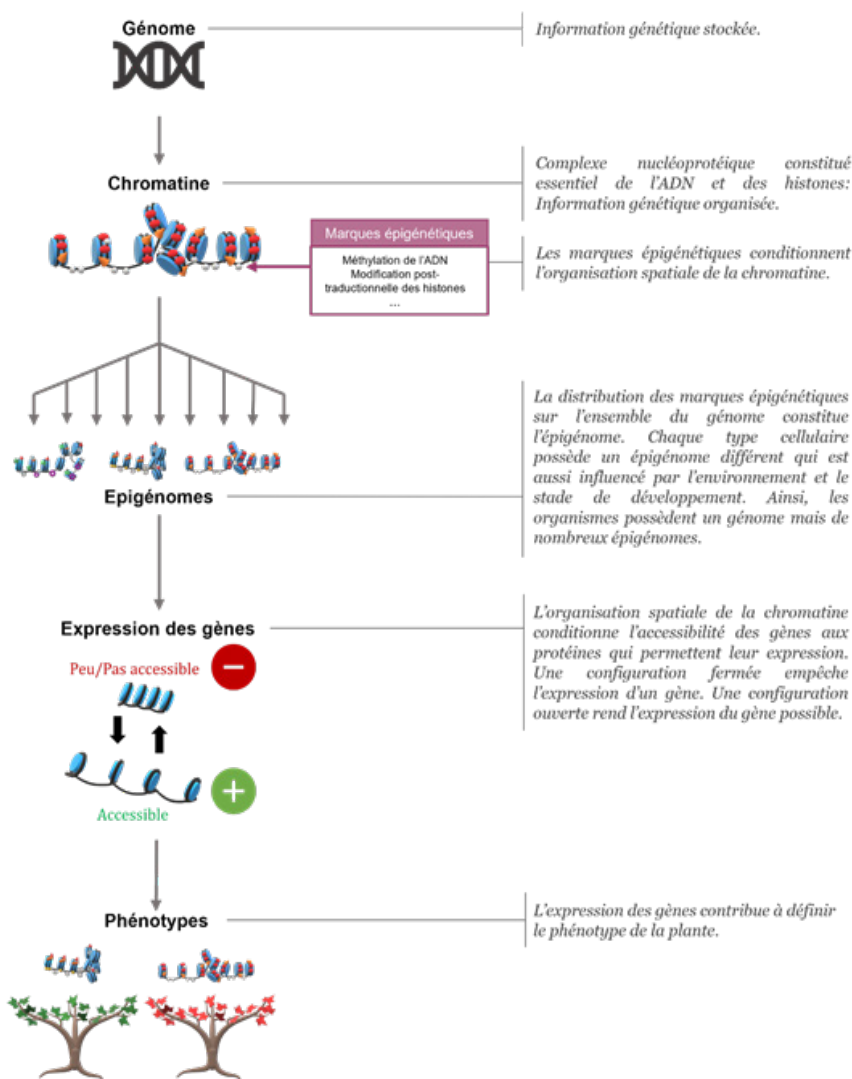 Génome
Information génétique stockée.
Chromatine
Complexe nucléoprotéique constitué
essentiel de l'ADN et des histones:
Information génétique organisée.
Marques épigénétiques
Méthylation de l'ADN
Modification post-
traductionnelle des histones
...
Les marques épigénétiques conditionnent
l'organisation spatiale de la chromatine.
La distribution des marques épigénétiques
sur l'ensemble du génome constitue
l'épigénome. Chaque type cellulaire
possède un épigénome différent qui est
aussi influencé par l'environnement et le
stade de développement. Ainsi, les
organismes possèdent un génome mais de
nombreux épigénomes.
Epigénomes
Expression des gènes
L'organisation spatiale de la chromatine
conditionne l'accessibilité des gènes aux
protéines qui permettent leur expression.
Une configuration fermée empêche
l'expression d'un gène. Une configuration
ouverte rend l'expression du gène possible.
Peu/Pas accessible
Accessible
Phénotypes
L'expression des gènes contribue à définir
le phénotype de la plante.